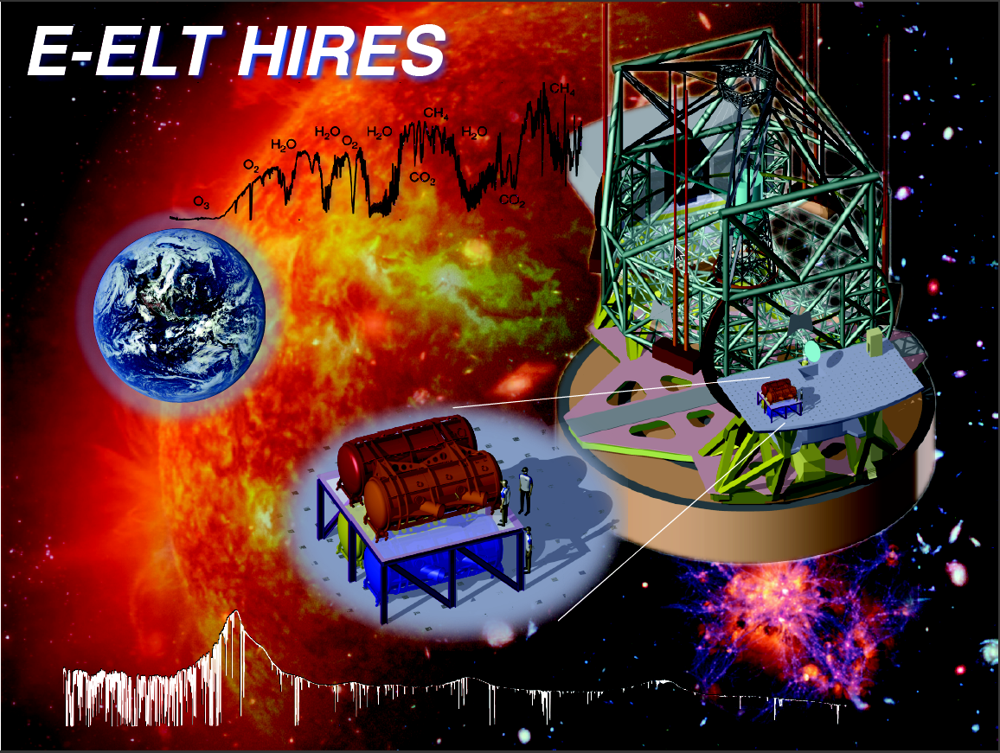 E-ELT HIRES
CH₄
CH₄
H₂O
H₂O
O₂
H₂O
H₂O
O₂
CO₂
O₃
CO₂